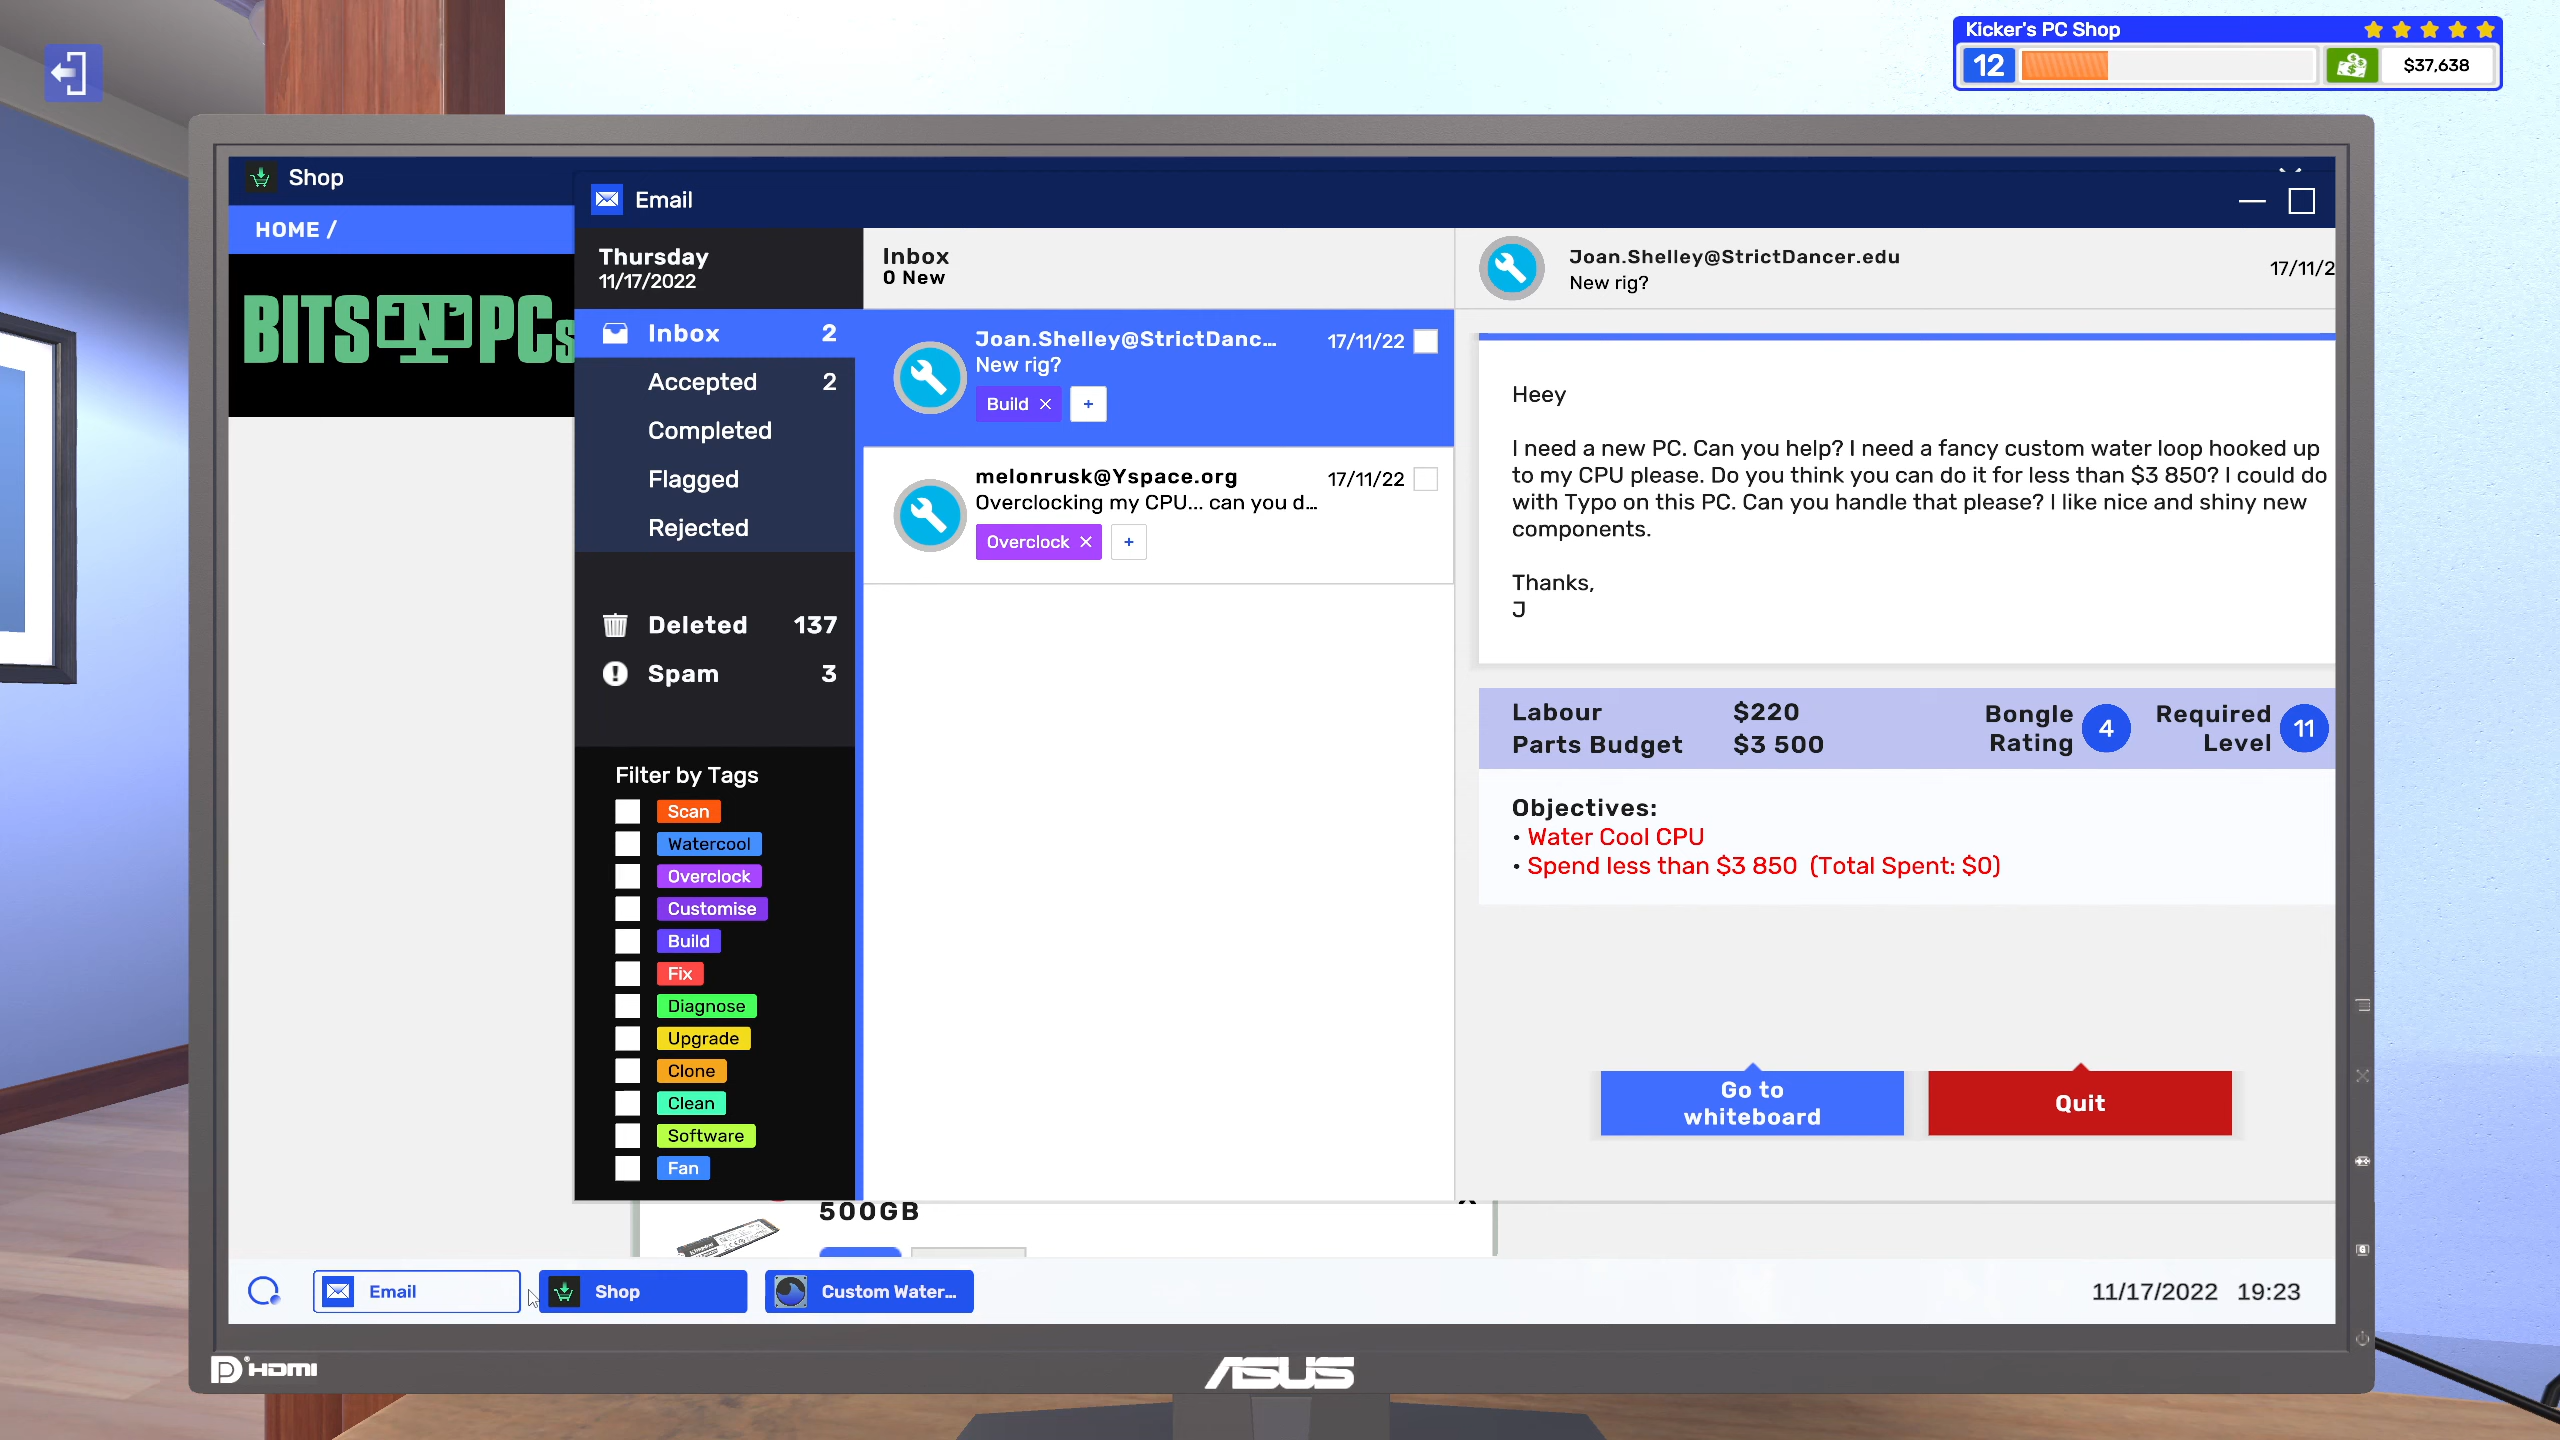 Kicker's PC Shop
12
$37,638
Shop
HOME /
BITS 'N' PCs
Email
Thursday
11/17/2022
Inbox 2
Accepted 2
Completed
Flagged
Rejected
Deleted 137
Spam 3
Filter by Tags
Scan
Watercool
Overclock
Customise
Build
Fix
Diagnose
Upgrade
Clone
Clean
Software
Fan
Inbox
0 New
Joan.Shelley@StrictDanc... 17/11/22
New rig?
Build × +
melonrusk@Yspace.org 17/11/22
Overclocking my CPU... can you d...
Overclock × +
Joan.Shelley@StrictDancer.edu
New rig?
17/11/2
Heey
I need a new PC. Can you help? I need a fancy custom water loop hooked up
to my CPU please. Do you think you can do it for less than $3 850? I could do
with Typo on this PC. Can you handle that please? I like nice and shiny new
components.
Thanks,
J
Labour $220
Parts Budget $3 500
Bongle
Rating 4
Required
Level 11
Objectives:
• Water Cool CPU
• Spend less than $3 850 (Total Spent: $0)
Go to
whiteboard
Quit
500GB
Email
Shop
Custom Water...
11/17/2022 19:23
HDMI
ASUS